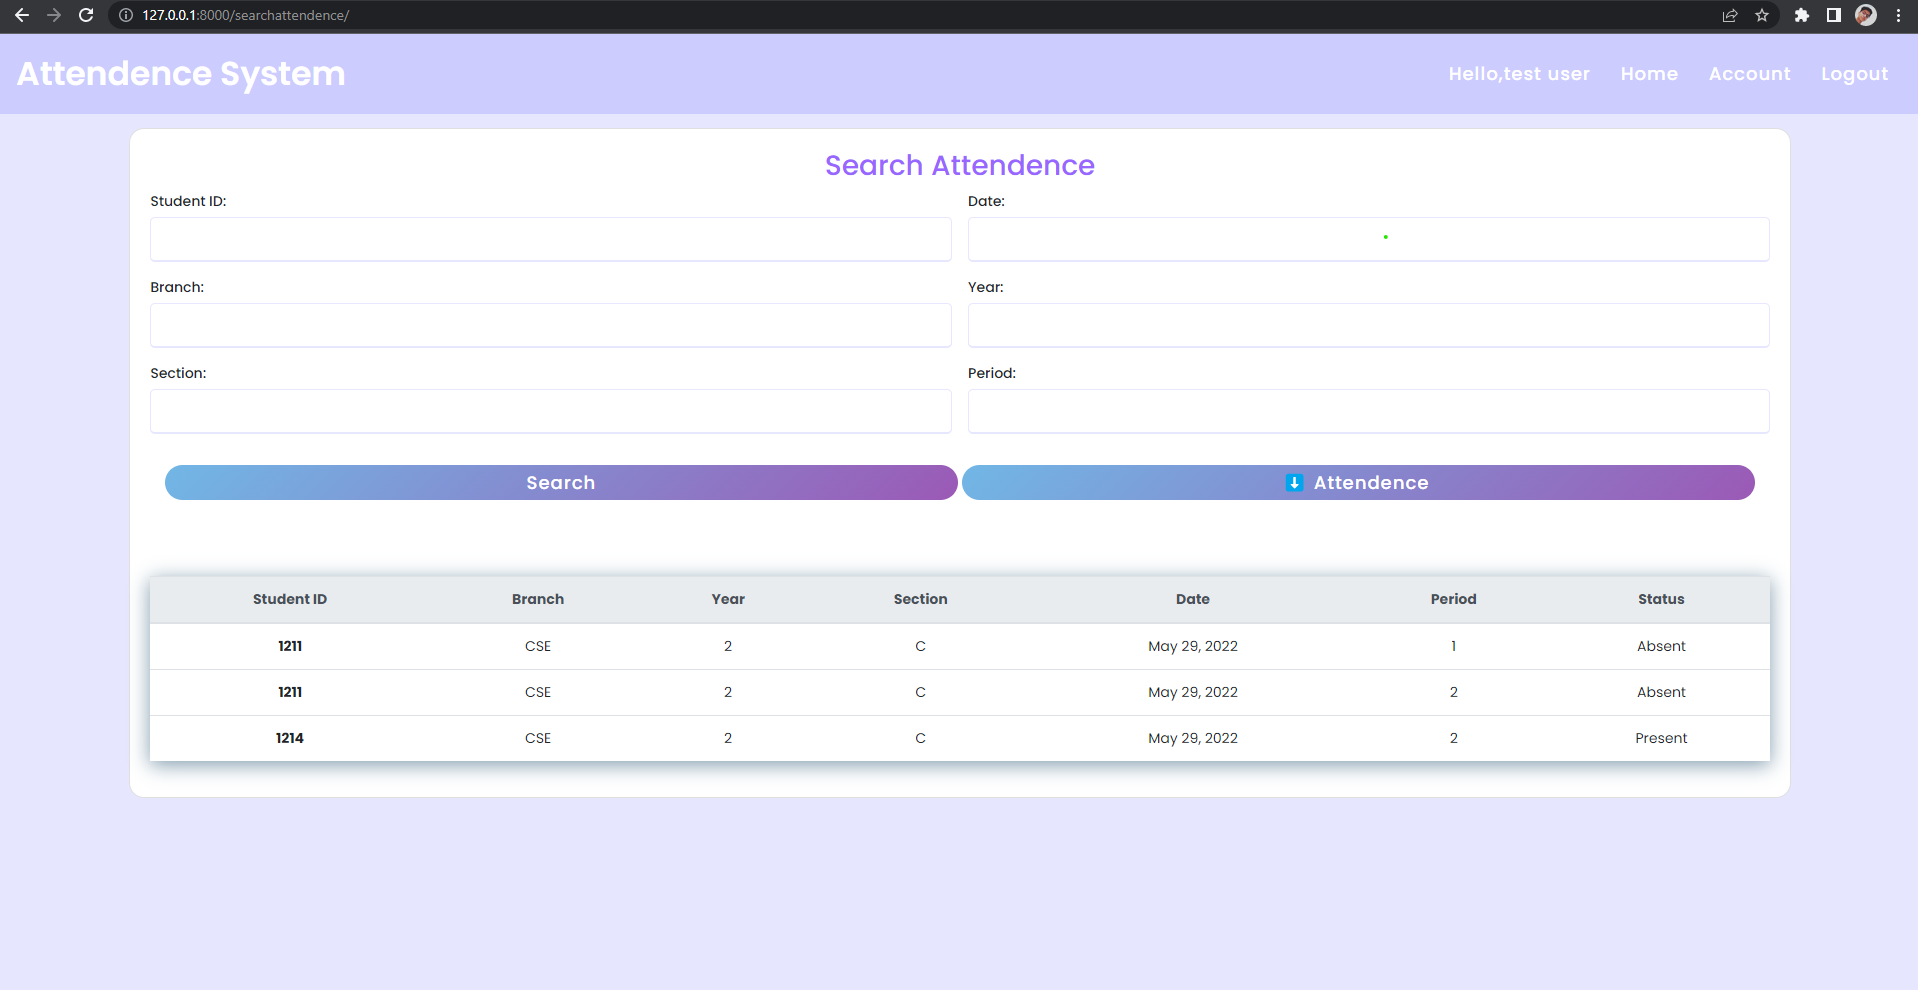 127.0.0.1:8000/searchattendence/
Attendence System
Hello,test user Home Account Logout
Search Attendence
Student ID: Date:
Branch: Year:
Section: Period:
Search ⬇ Attendence
Student ID Branch Year Section Date Period Status
1211 CSE 2 C May 29, 2022 1 Absent
1211 CSE 2 C May 29, 2022 2 Absent
1214 CSE 2 C May 29, 2022 2 Present